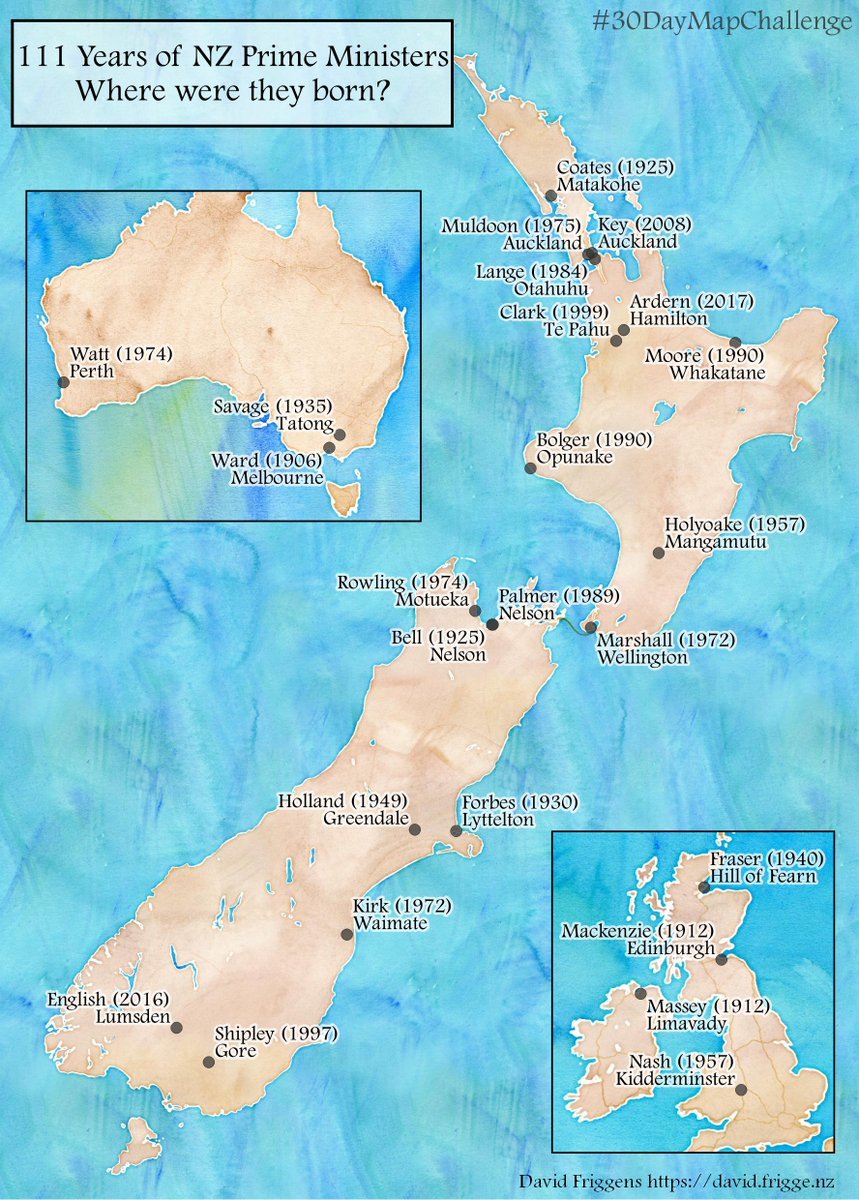 #30DayMapChallenge
111 Years of NZ Prime Ministers
Where were they born?
Coates (1925)
Matakohe
Muldoon (1975)
Auckland
Key (2008)
Auckland
Lange (1984)
Otahuhu
Clark (1999)
Te Pahu
Ardern (2017)
Hamilton
Moore (1990)
Whakatane
Bolger (1990)
Opunake
Holyoake (1957)
Mangamutu
Watt (1974)
Perth
Savage (1935)
Tatong
Ward (1906)
Melbourne
Rowling (1974)
Motueka
Palmer (1989)
Nelson
Bell (1925)
Nelson
Marshall (1972)
Wellington
Holland (1949)
Greendale
Forbes (1930)
Lyttelton
Kirk (1972)
Waimate
English (2016)
Lumsden
Shipley (1997)
Gore
Fraser (1940)
Hill of Fearn
Mackenzie (1912)
Edinburgh
Massey (1912)
Limavady
Nash (1957)
Kidderminster
David Friggens https://david.frigge.nz